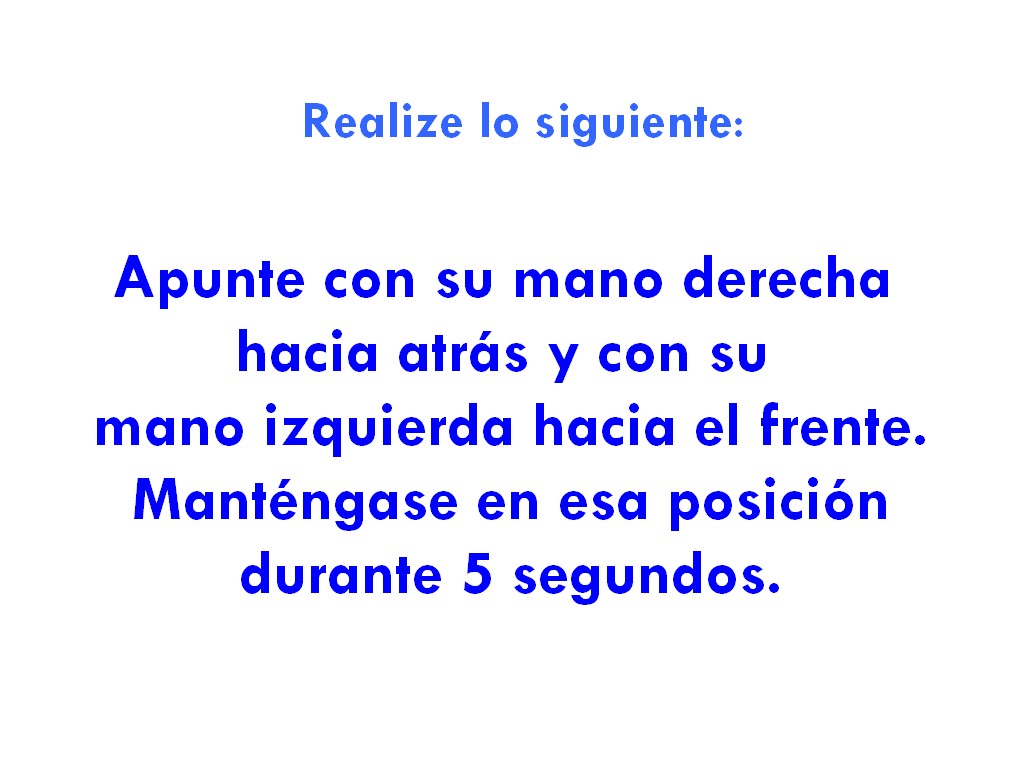 Realize lo siguiente:
Apunte con su mano derecha
hacia atrás y con su
mano izquierda hacia el frente.
Manténgase en esa posición
durante 5 segundos.